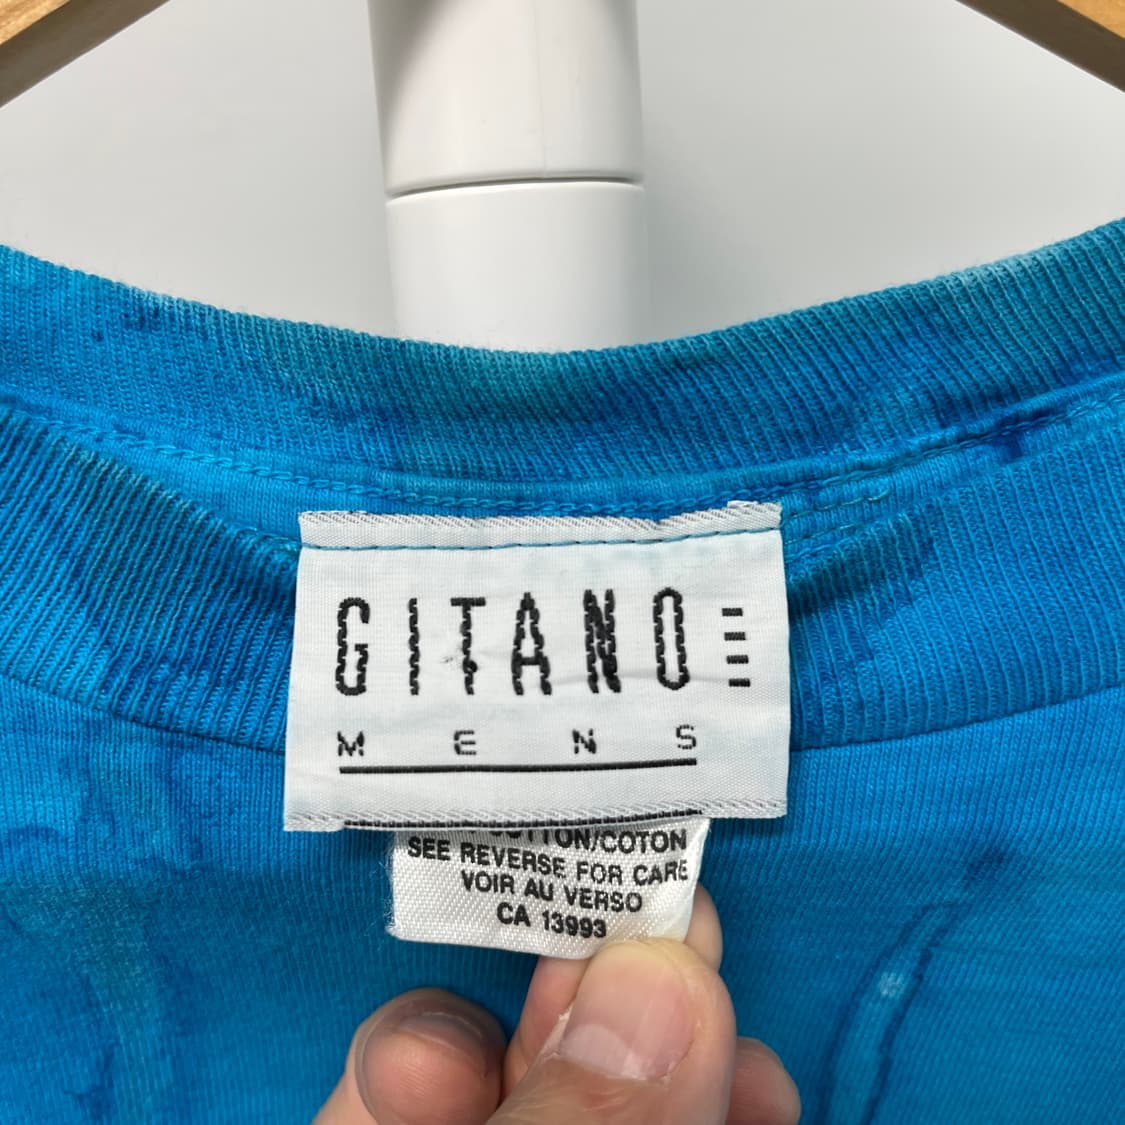 GITANO
MENS
COTTON/COTON
SEE REVERSE FOR CARE
VOIR AU VERSO
CA 13993